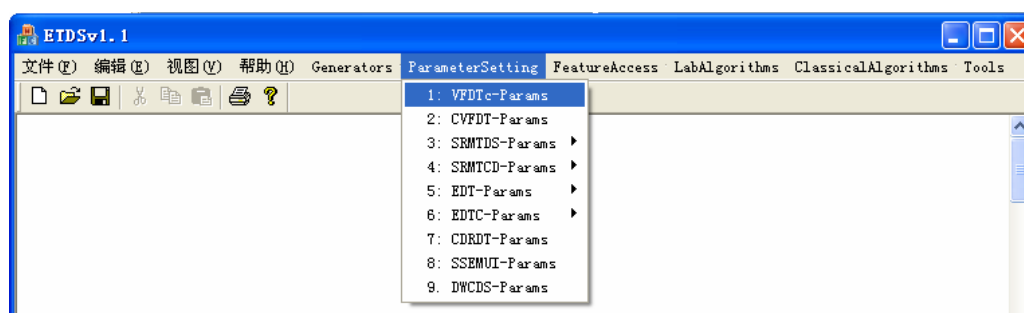 ETDSv1.1
文件(F) 编辑(E) 视图(V) 帮助(H) Generators ParameterSetting FeatureAccess LabAlgorithms ClassicalAlgorithms Tools
1: VFDTc-Params
2: CVFDT-Params
3: SRMTDS-Params
4: SRMTCD-Params
5: EDT-Params
6: EDTC-Params
7: CDRDT-Params
8: SSEMUI-Params
9. DWCDS-Params